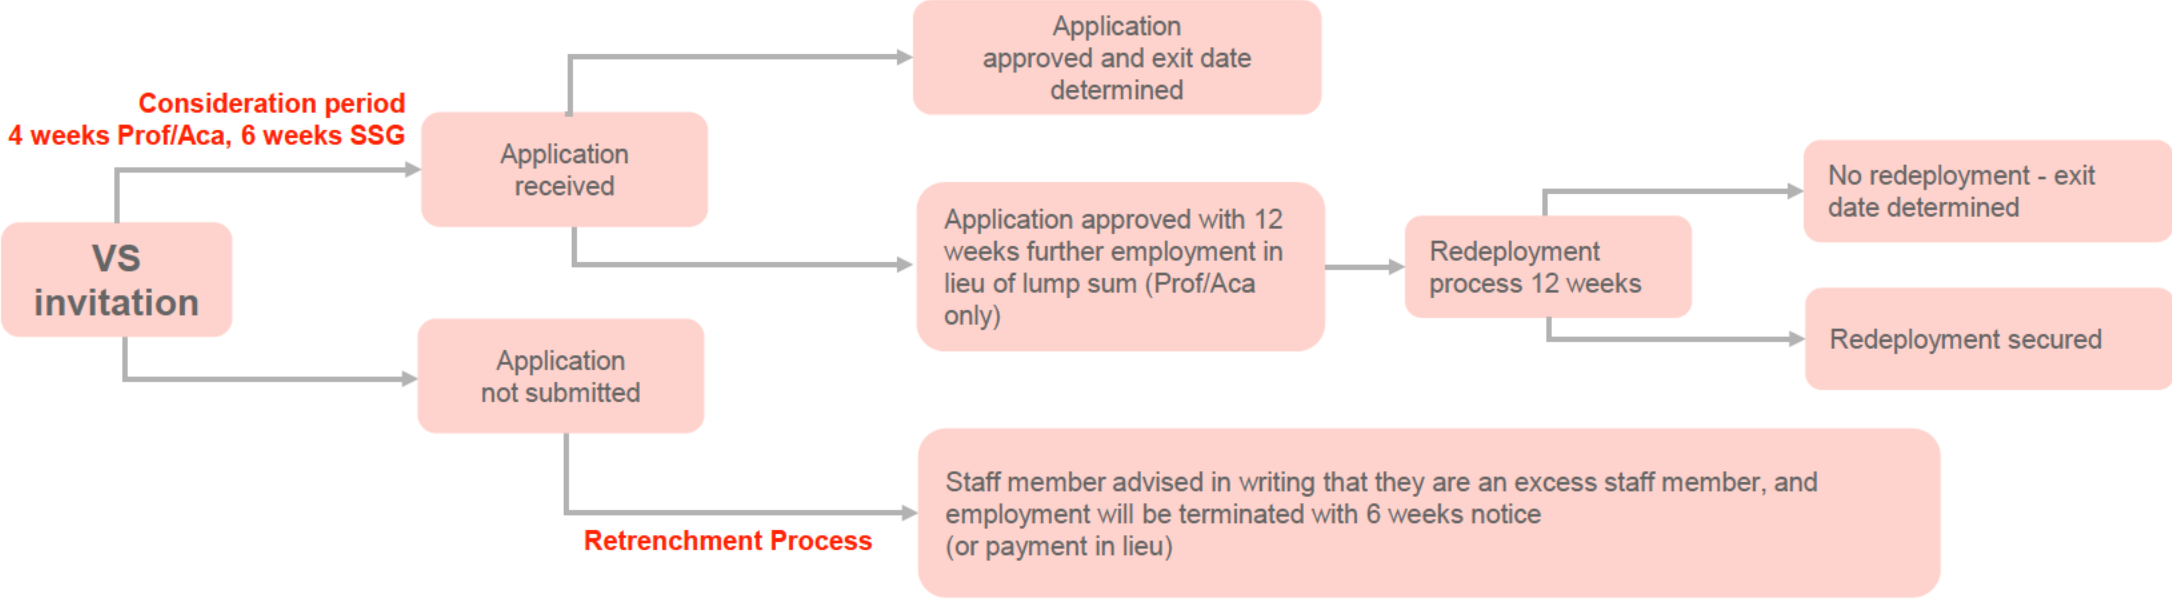 Application
approved and exit date
determined
Consideration period
4 weeks Prof/Aca, 6 weeks SSG
Application
received
VS
invitation
Application approved with 12
weeks further employment in
lieu of lump sum (Prof/Aca
only)
Redeployment
process 12 weeks
No redeployment - exit
date determined
Redeployment secured
Application
not submitted
Retrenchment Process
Staff member advised in writing that they are an excess staff member, and
employment will be terminated with 6 weeks notice
(or payment in lieu)